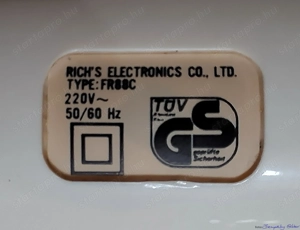 RICH'S ELECTRONICS CO., LTD.
TYPE:FR88C
220V~
50/60 Hz
TÜV
GS
geprüfte
Sicherheit